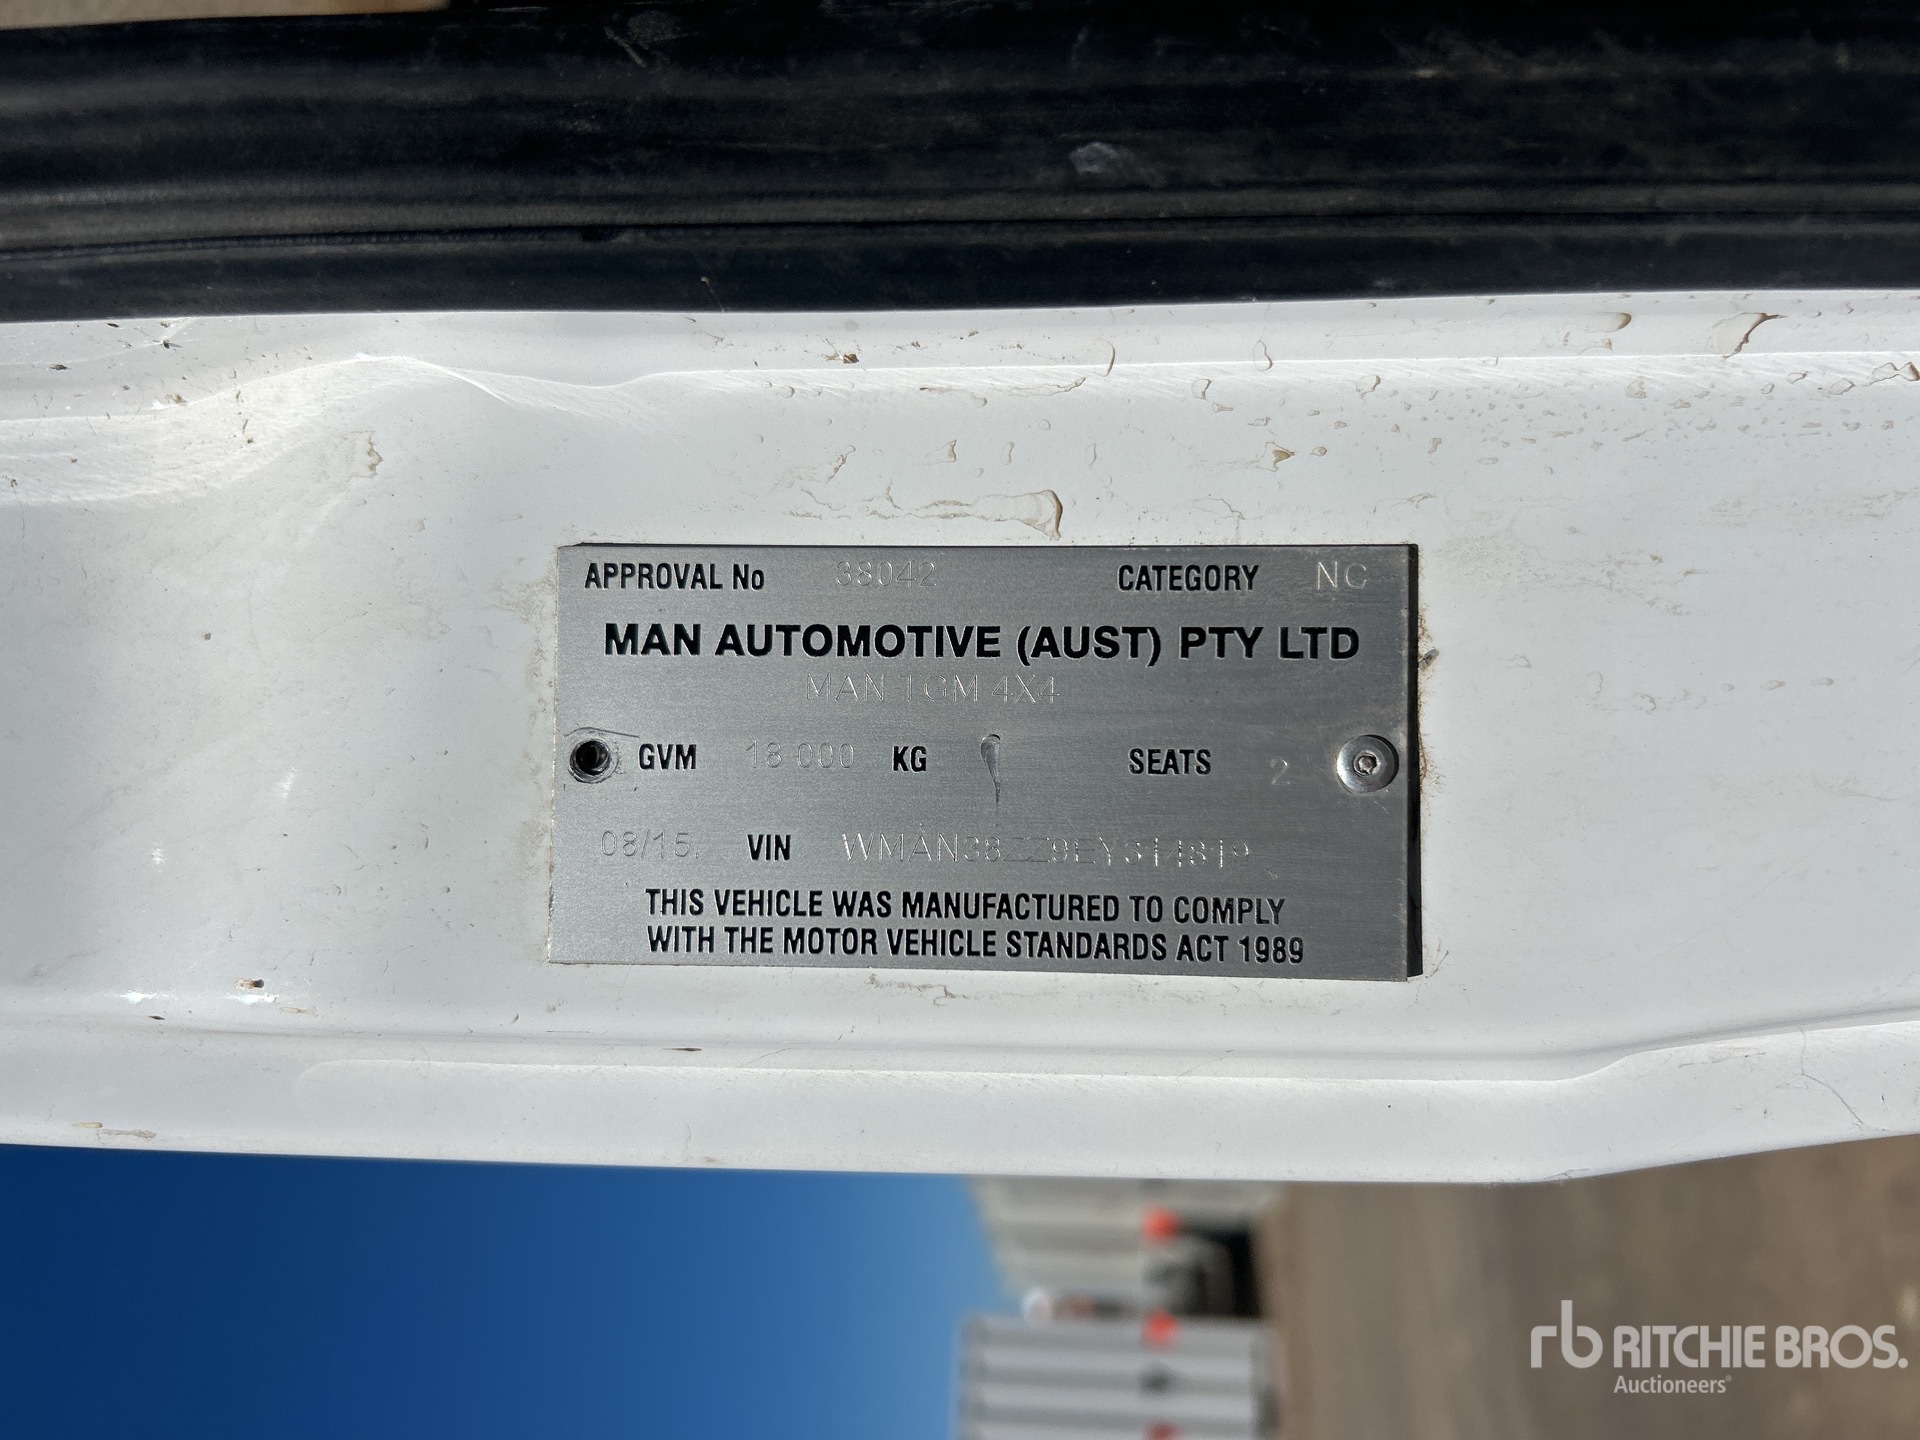 APPROVAL No 38042 CATEGORY NC
MAN AUTOMOTIVE (AUST) PTY LTD
MAN TGM 4X4
GVM 18 000 KG SEATS 2
08/15. VIN
THIS VEHICLE WAS MANUFACTURED TO COMPLY
WITH THE MOTOR VEHICLE STANDARDS ACT 1989
rb RITCHIE BROS.
Auctioneers